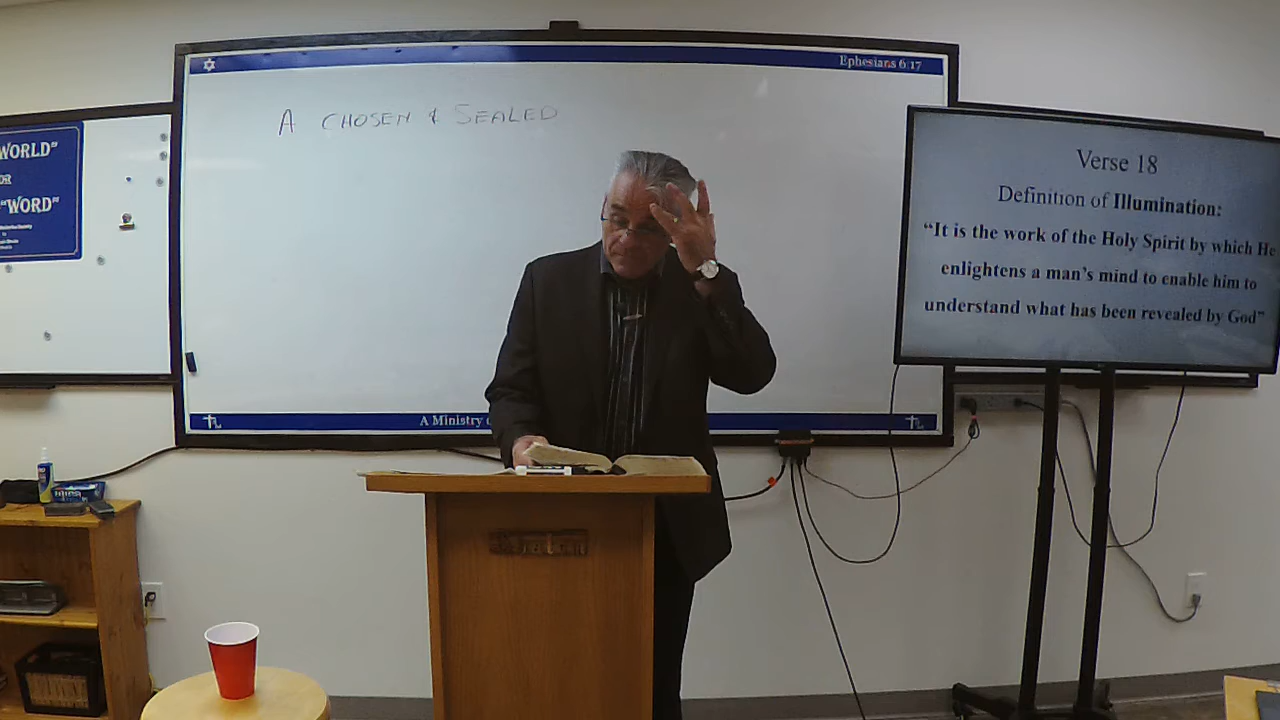 Ephesians 6:17
A CHOSEN & SEALED
WORLD"
OR
"WORD"
Verse 18
Definition of Illumination:
“It is the work of the Holy Spirit by which He
enlightens a man’s mind to enable him to
understand what has been revealed by God”
A Ministry